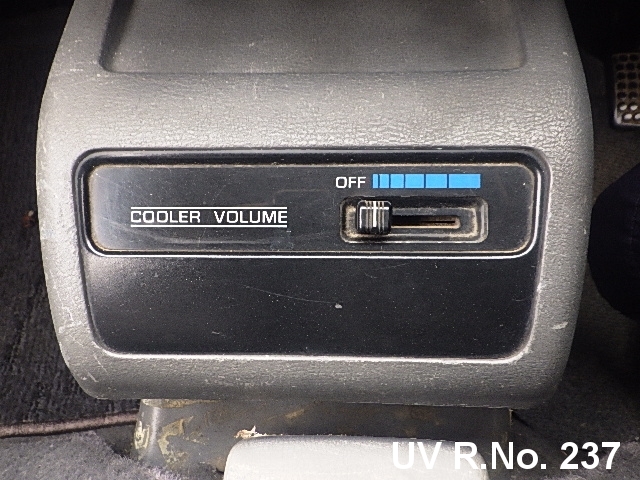 OFF
COOLER VOLUME
UV R.No. 237